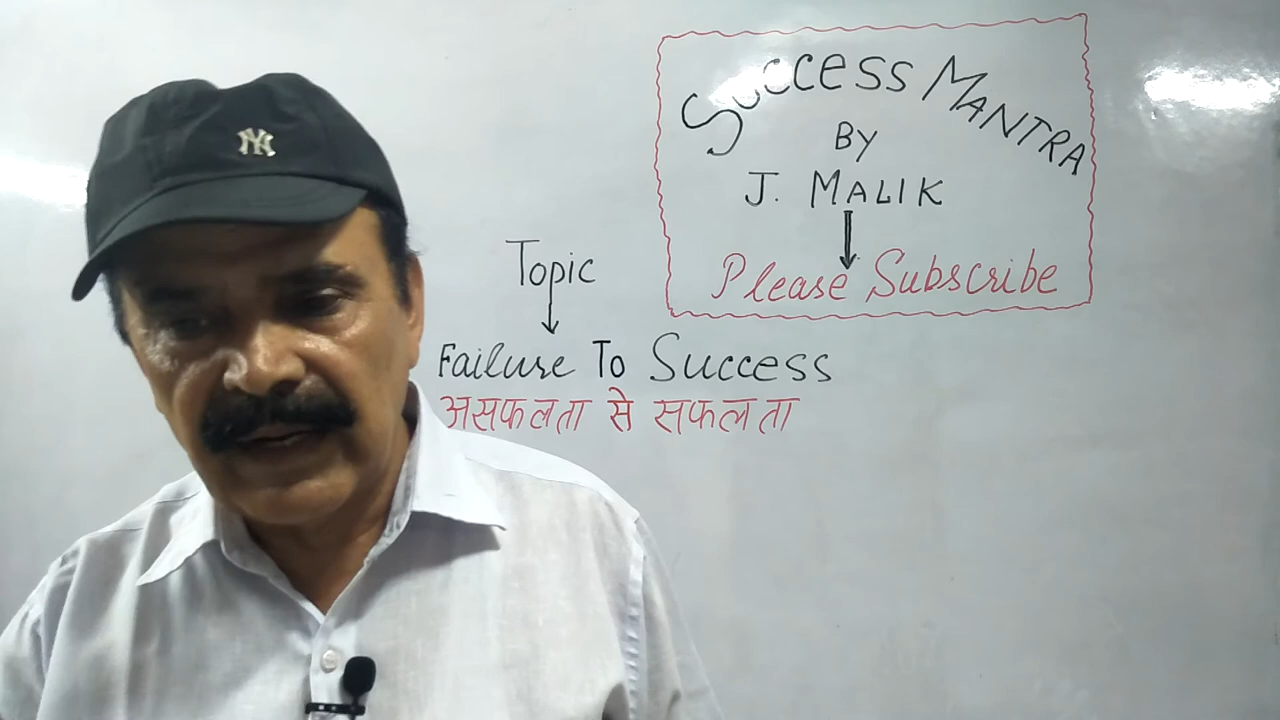 NY
Success MANTRA
BY
J. MALIK
Please Subscribe
Topic
Failure To Success
असफलता से सफलता